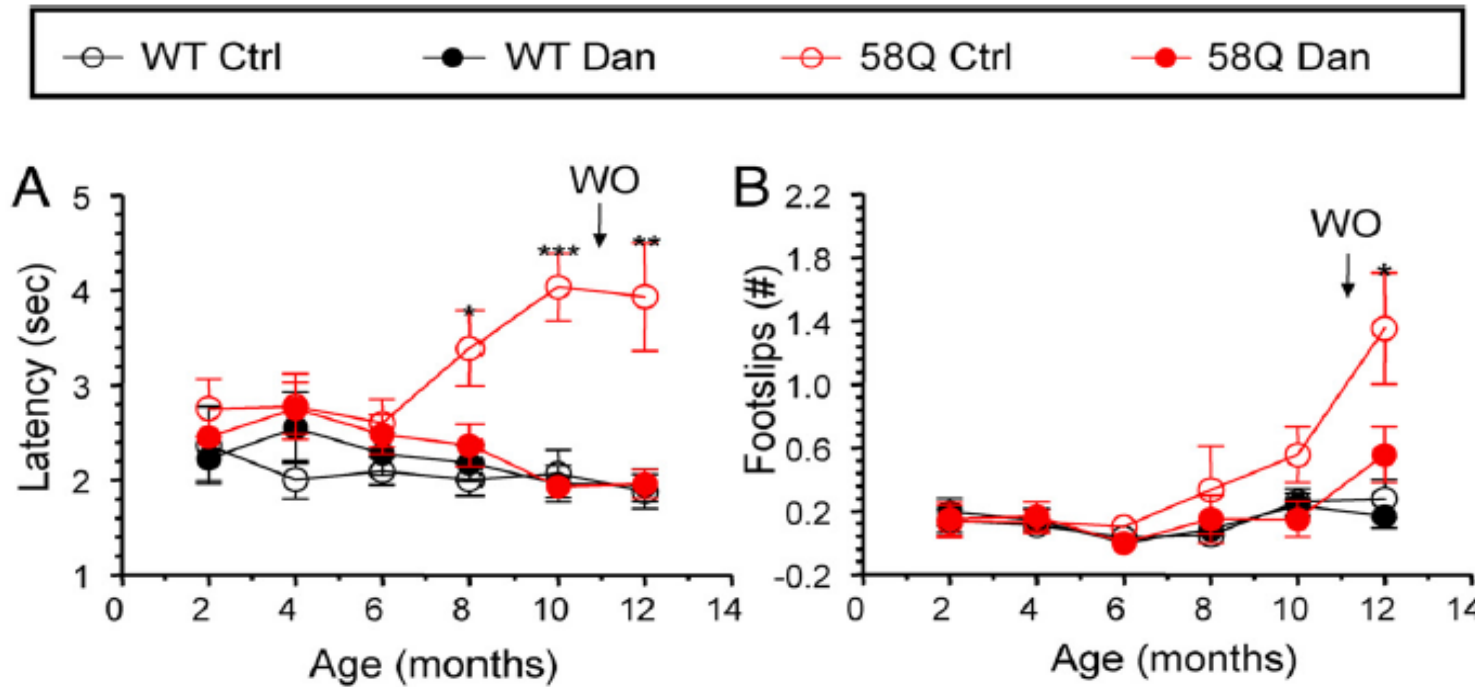 WT Ctrl WT Dan 58Q Ctrl 58Q Dan
A
WO
5
4
3
2
1
***
**
*
Latency (sec)
0 2 4 6 8 10 12 14
Age (months)
B
WO
2.2
1.8
1.4
1.0
0.6
0.2
-0.2
*
Footslips (#)
0 2 4 6 8 10 12 14
Age (months)